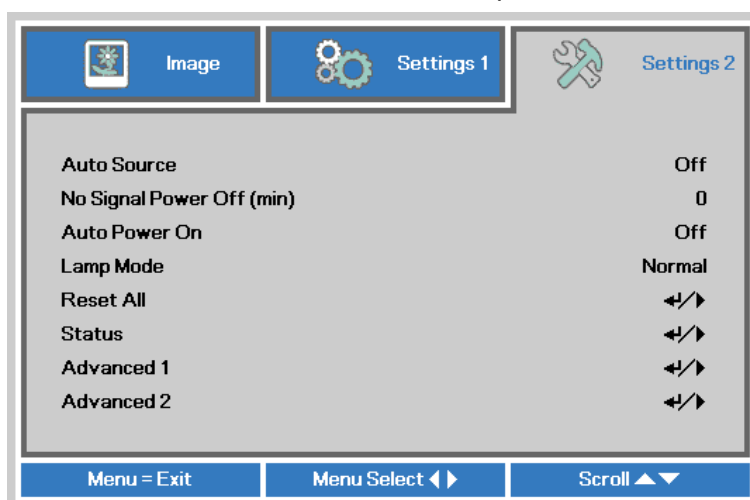 Image Settings 1 Settings 2
Auto Source Off
No Signal Power Off (min) 0
Auto Power On Off
Lamp Mode Normal
Reset All ↵/▶
Status ↵/▶
Advanced 1 ↵/▶
Advanced 2 ↵/▶
Menu = Exit Menu Select ◀ ▶ Scroll ▲▼